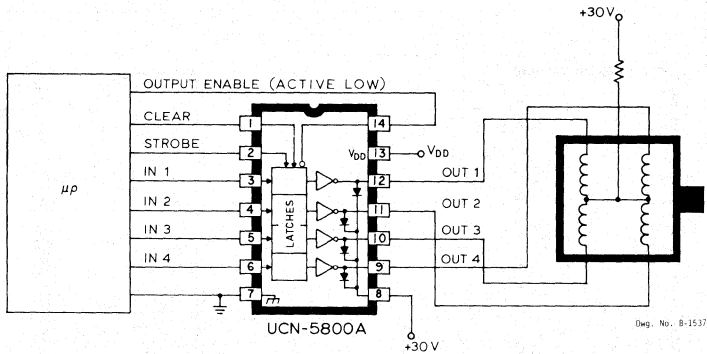 +30V
OUTPUT ENABLE (ACTIVE LOW)
CLEAR
1
14
STROBE
2
VDD
13
VDD
IN 1
3
12
OUT 1
μp
IN 2
4
LATCHES
11
OUT 2
IN 3
5
10
OUT 3
IN 4
6
9
OUT 4
7
8
UCN-5800A
+30V
Dwg. No. B-1537